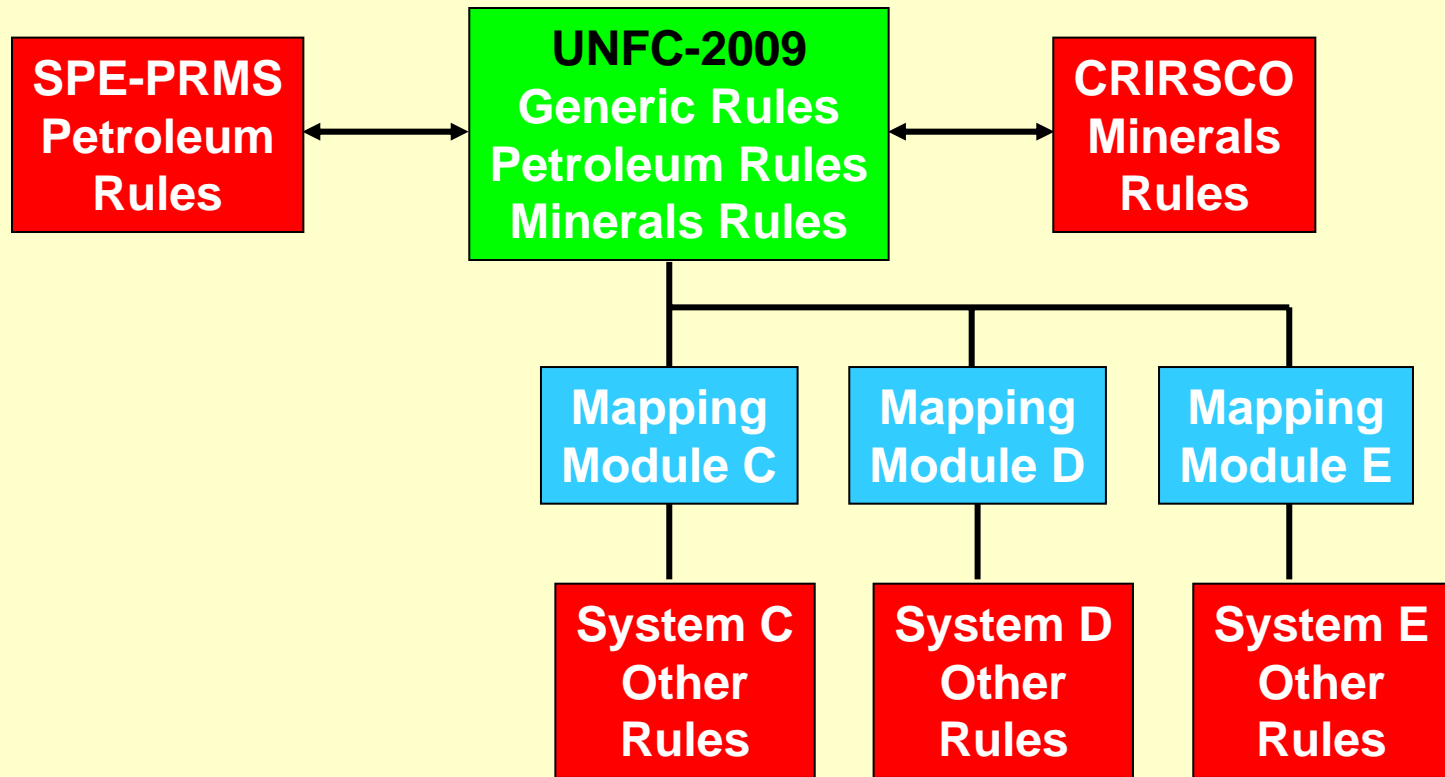 SPE-PRMS
Petroleum
Rules
UNFC-2009
Generic Rules
Petroleum Rules
Minerals Rules
CRIRSCO
Minerals
Rules
Mapping
Module C
Mapping
Module D
Mapping
Module E
System C
Other
Rules
System D
Other
Rules
System E
Other
Rules